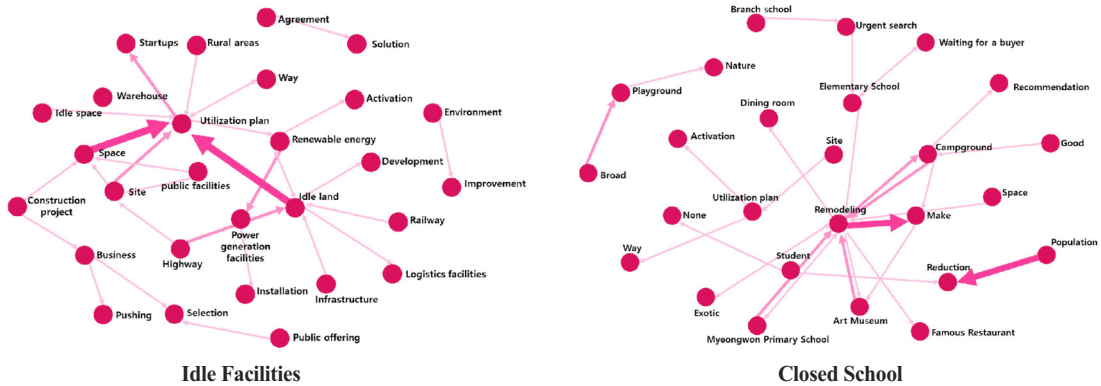 Agreement
Startups
Rural areas
Solution
Way
Warehouse
Activation
Idle space
Utilization plan
Environment
Renewable energy
Space
Development
Site
public facilities
Idle land
Improvement
Construction
project
Railway
Power
generation
facilities
Highway
Business
Logistics facilities
Installation
Infrastructure
Pushing
Selection
Public offering
Idle Facilities
Branch school
Urgent search
Waiting for a buyer
Nature
Playground
Elementary School
Recommendation
Dining room
Activation
Site
Good
Campground
Broad
Space
Utilization plan
None
Remodeling
Make
Way
Population
Student
Reduction
Exotic
Art Museum
Famous Restaurant
Myeongwon Primary School
Closed School